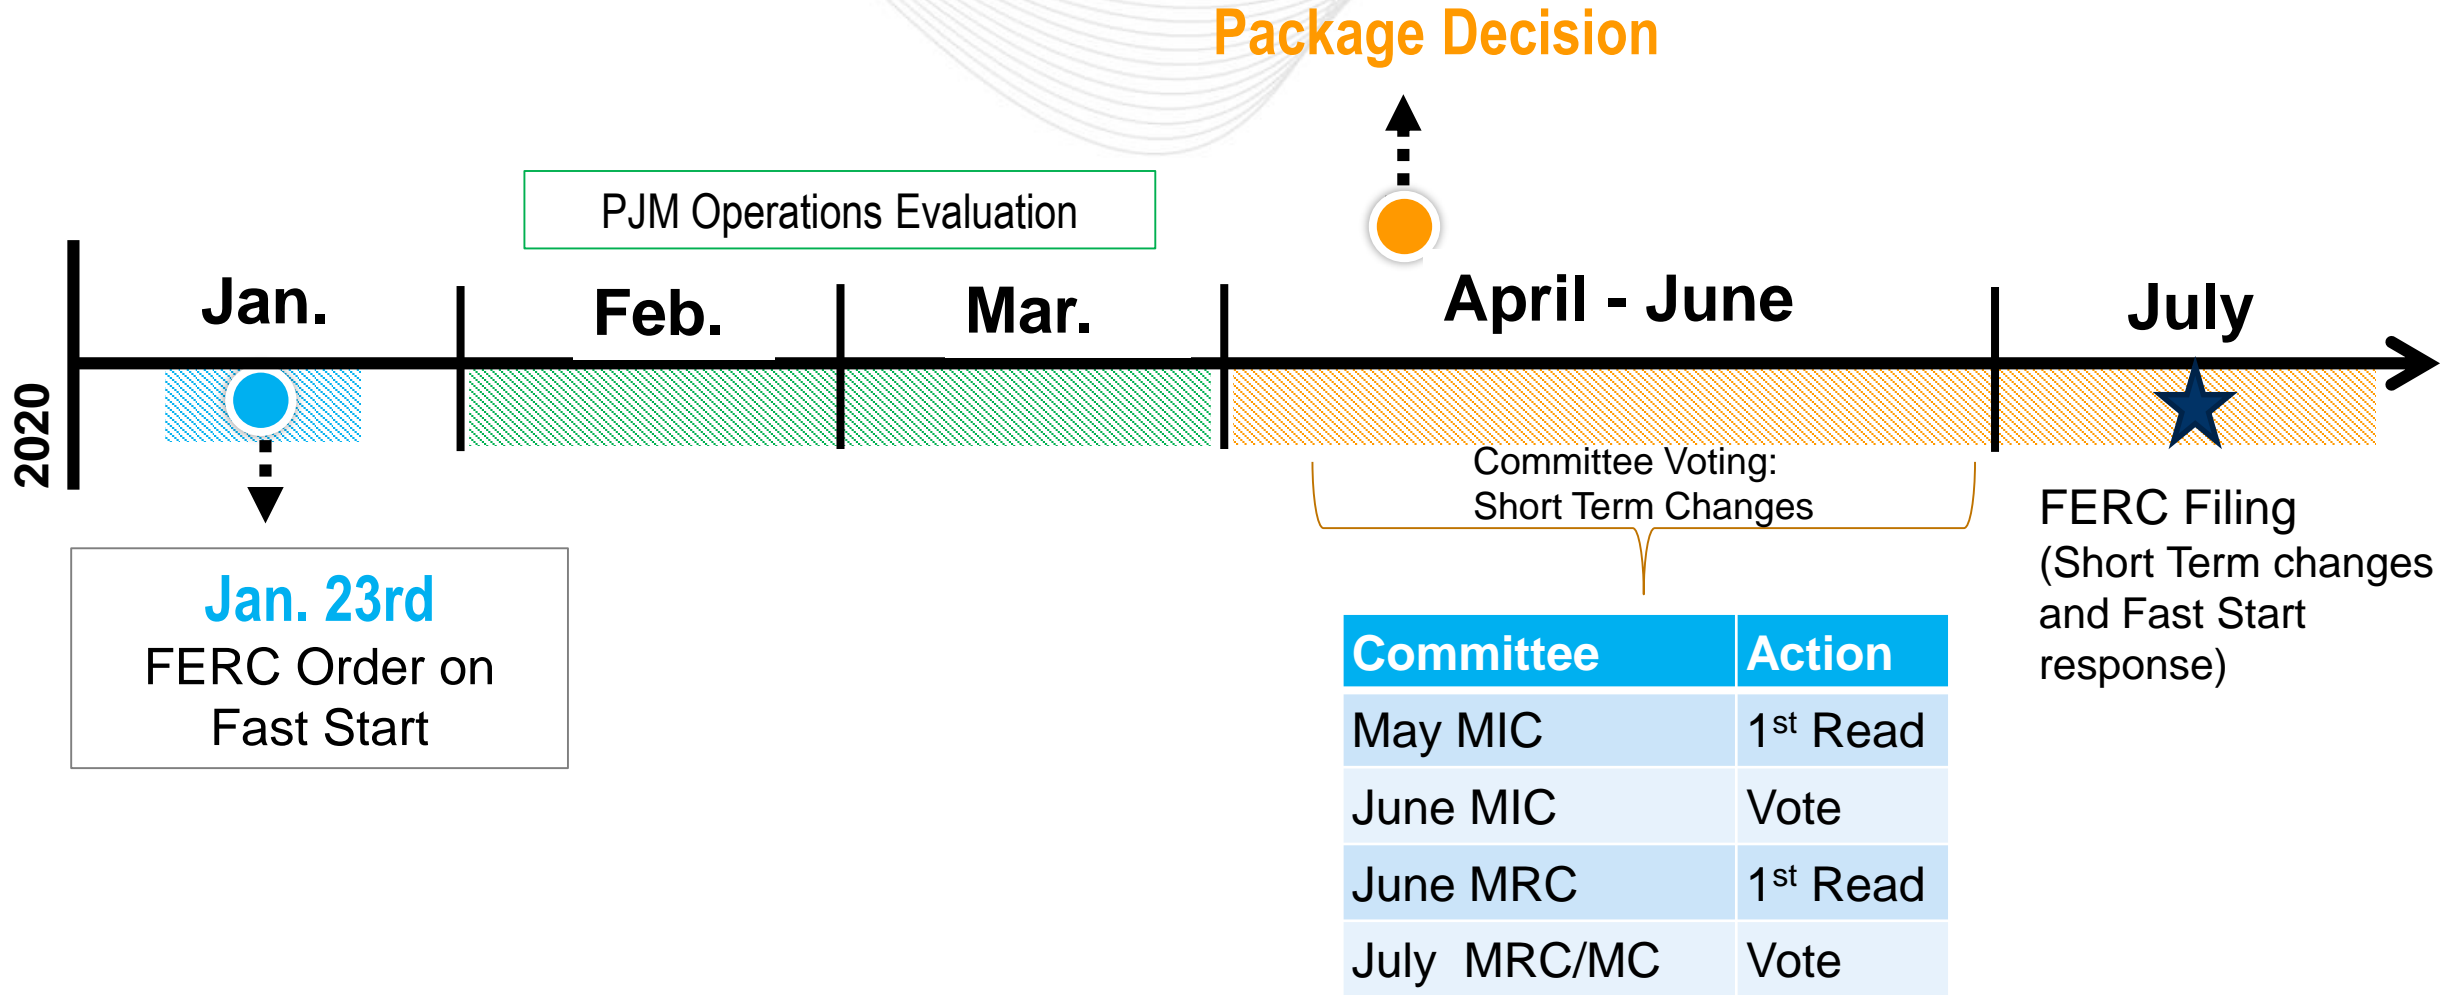 Package Decision
PJM Operations Evaluation
Jan.
Feb.
Mar.
April - June
July
2020
Jan. 23rd
FERC Order on
Fast Start
Committee Voting:
Short Term Changes
FERC Filing
(Short Term changes
and Fast Start
response)
Committee Action
May MIC 1st Read
June MIC Vote
June MRC 1st Read
July MRC/MC Vote